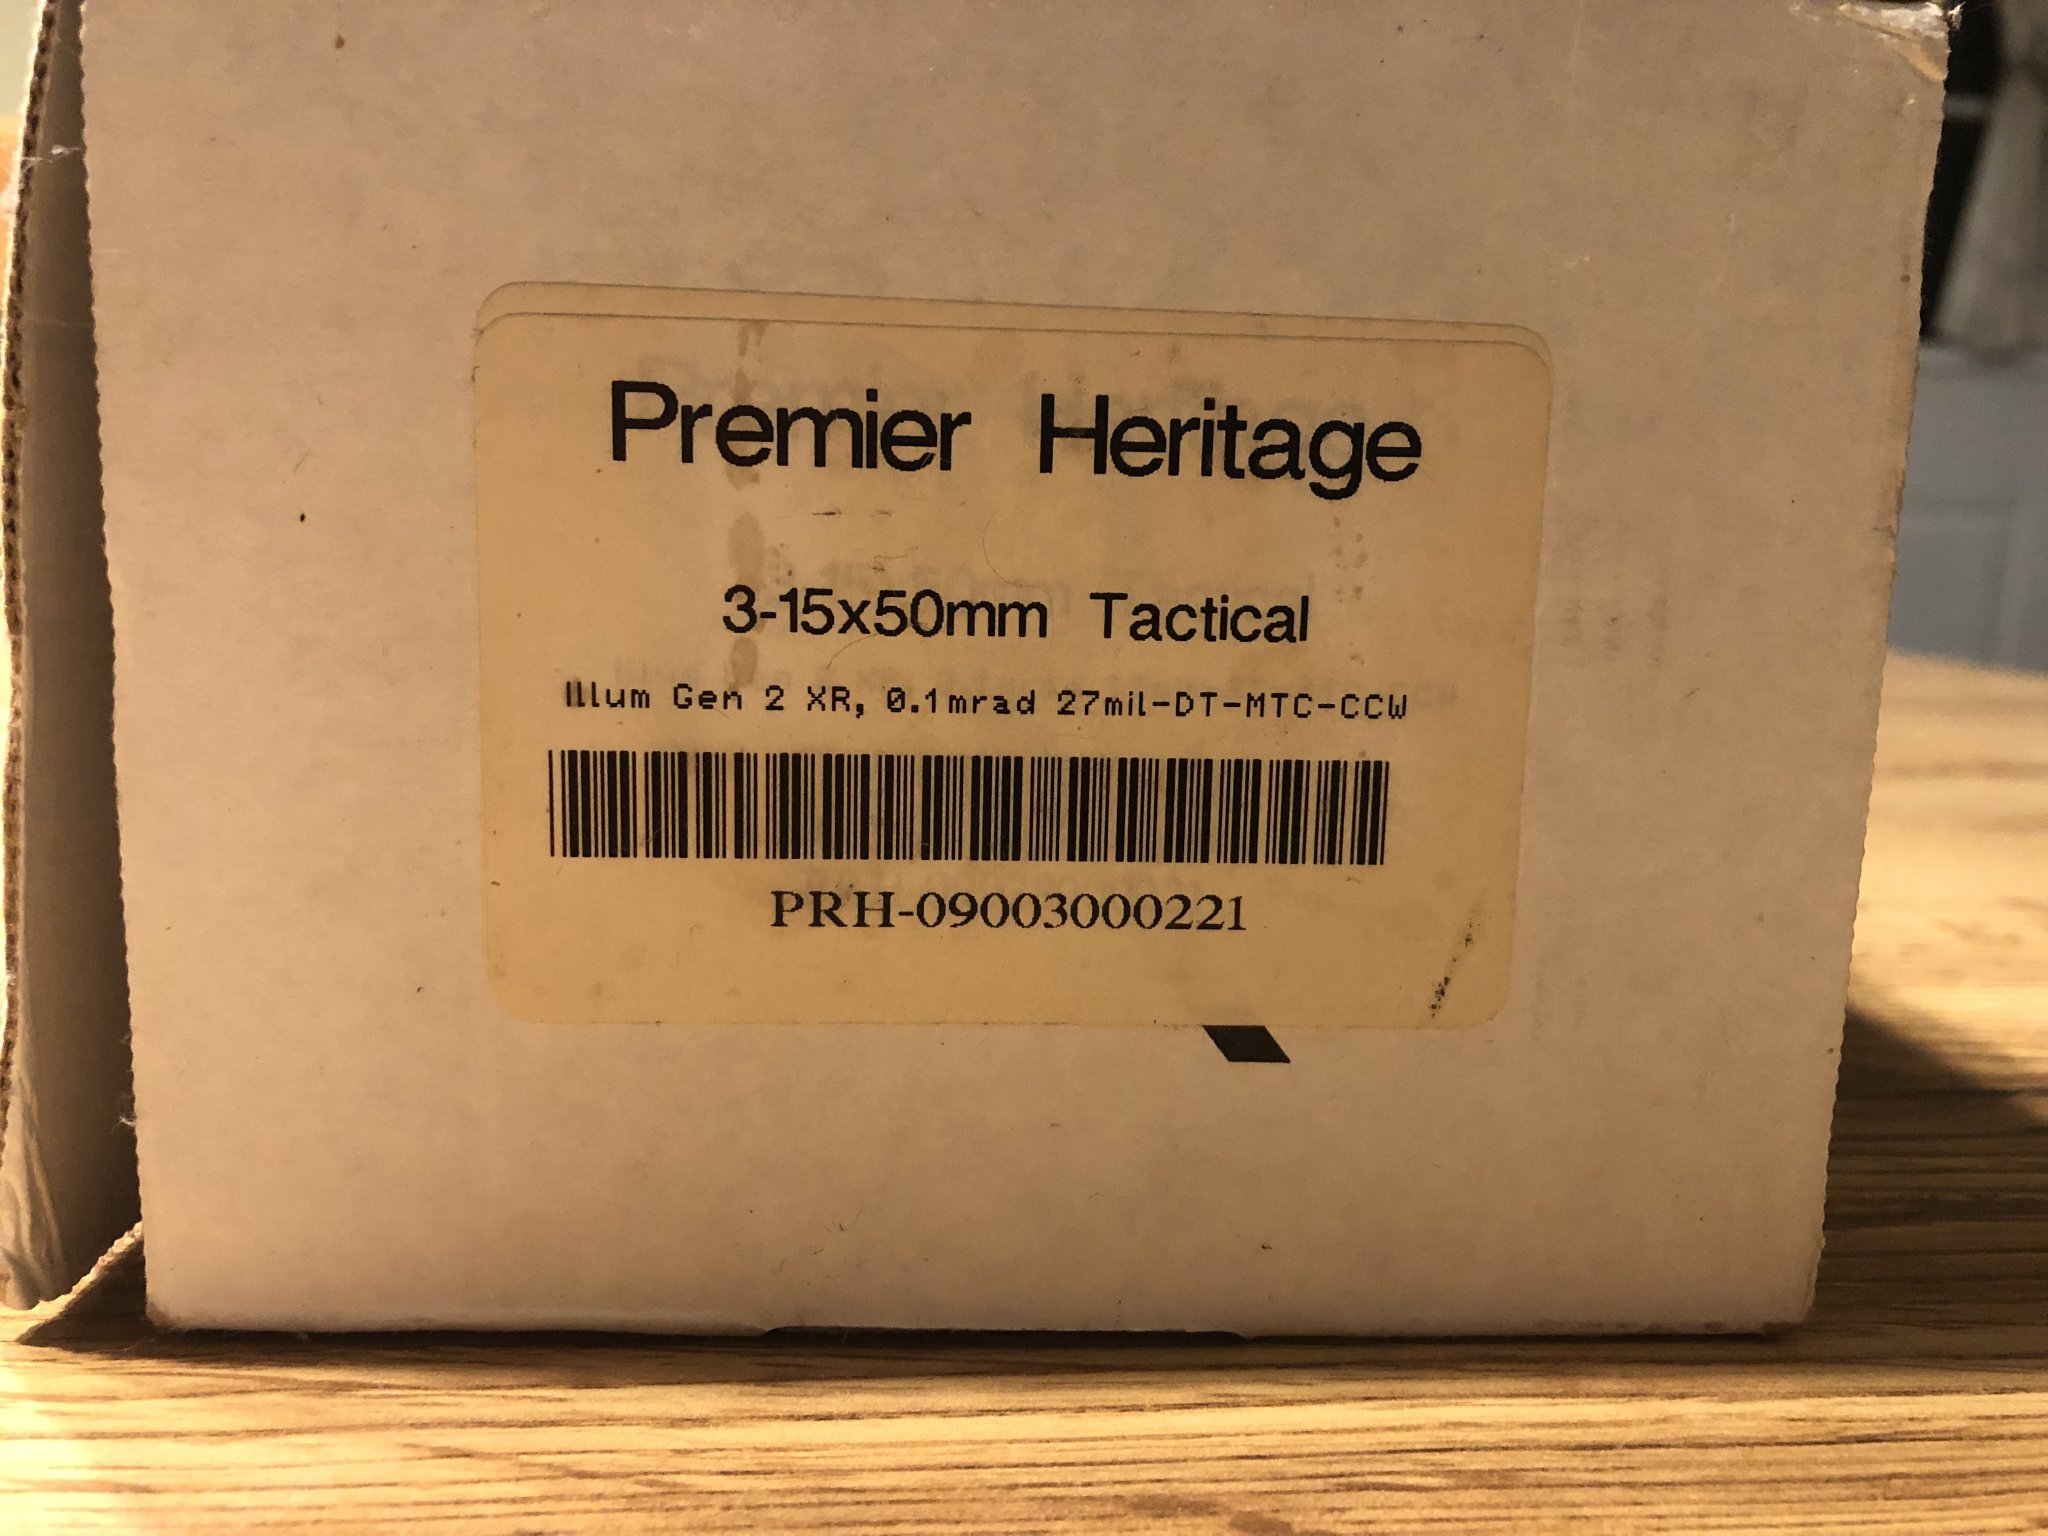 Premier Heritage
3-15x50mm Tactical
Illum Gen 2 XR, 0.1mrad 27mil-DT-MTC-CCW
PRH-09003000221